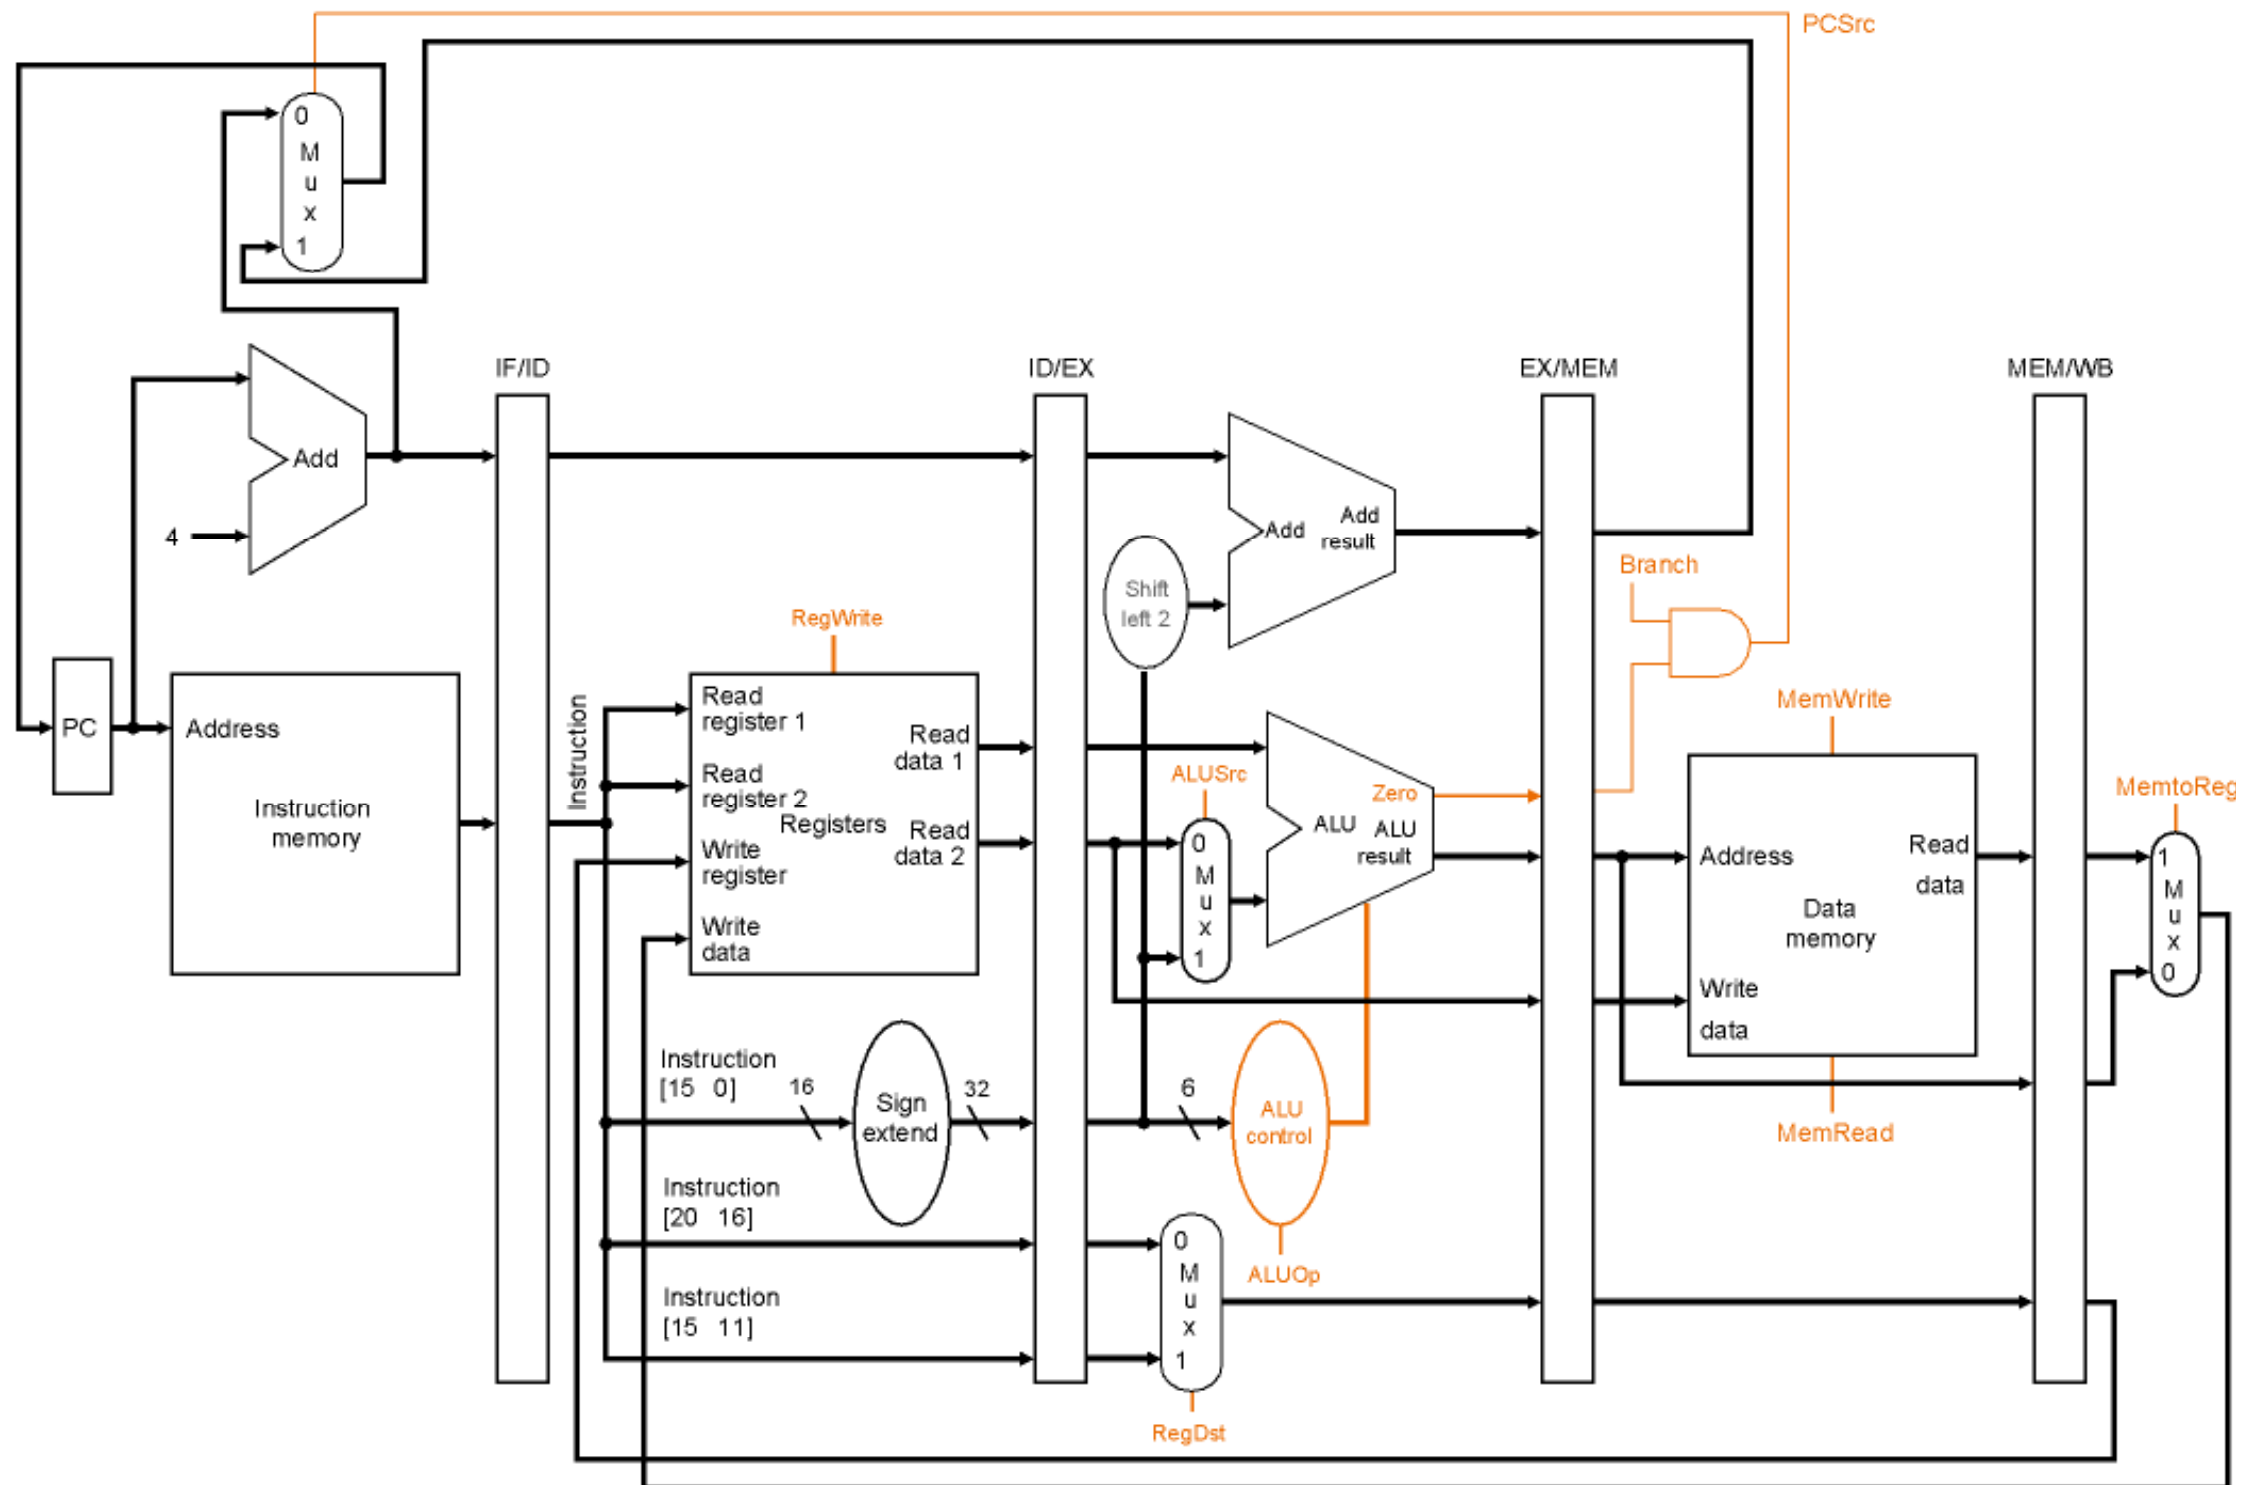 PCSrc
0
M
u
x
1
IF/ID
ID/EX
EX/MEM
MEM/WB
Add
4
Add
Add
result
Shift
left 2
Branch
RegWrite
PC
Address
Instruction
memory
Instruction
Read
register 1
Read
register 2
Write
register
Write
data
Registers
Read
data 1
Read
data 2
ALUSrc
0
M
u
x
1
Zero
ALU
ALU
result
MemWrite
Address
Read
data
Data
memory
Write
data
MemRead
MemtoReg
1
M
u
x
0
Instruction
[15 0]
16
Sign
extend
32
6
ALU
control
ALUOp
Instruction
[20 16]
Instruction
[15 11]
0
M
u
x
1
RegDst